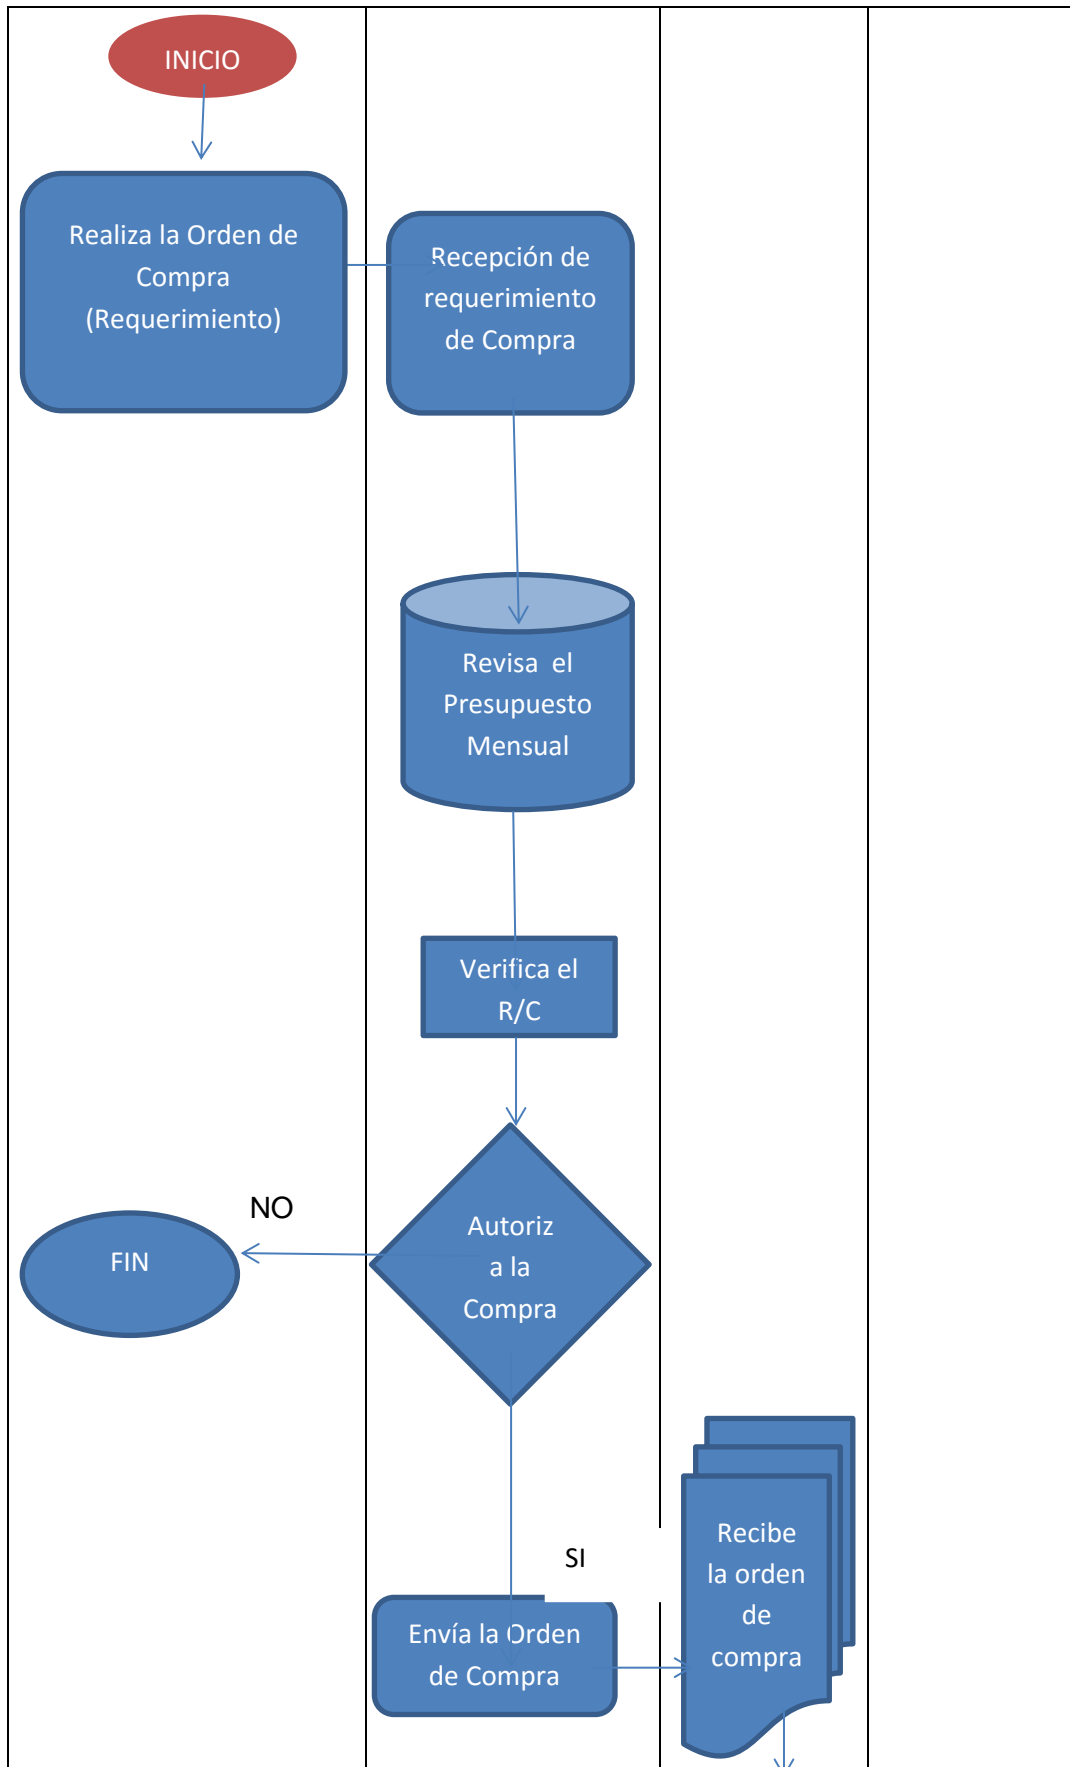 INICIO
Realiza la Orden de
Compra
(Requerimiento)
Recepción de
requerimiento
de Compra
Revisa  el
Presupuesto
Mensual
Verifica el
R/C
Autoriz
a la
Compra
NO
FIN
SI
Envía la Orden
de Compra
Recibe
la orden
de
compra